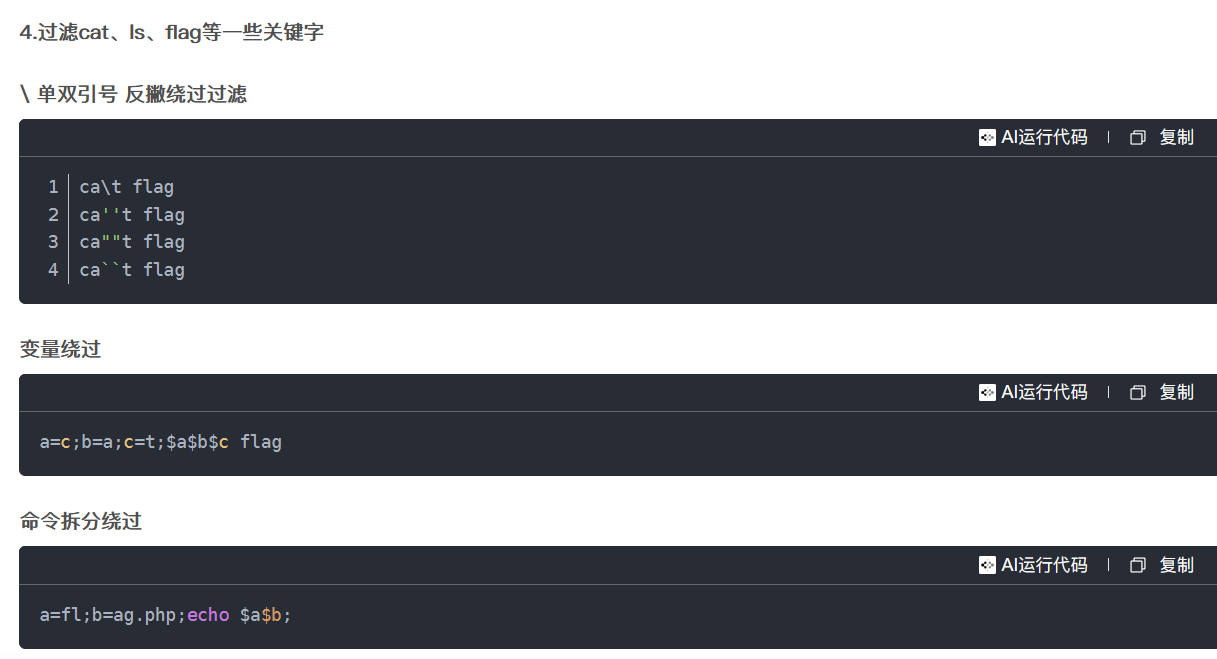 4.过滤cat、ls、flag等一些关键字
\ 单双引号 反撇绕过过滤
AI运行代码 | 复制
1 ca\t flag
2 ca''t flag
3 ca""t flag
4 ca``t flag
变量绕过
AI运行代码 | 复制
a=c;b=a;c=t;$a$b$c flag
命令拆分绕过
AI运行代码 | 复制
a=fl;b=ag.php;echo $a$b;